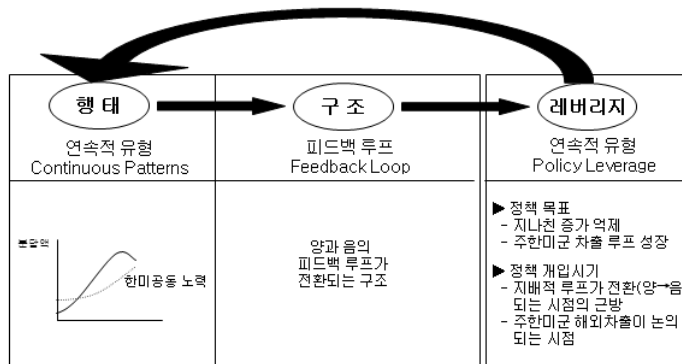 행 태
구 조
레버리지
연속적 유형
Continuous Patterns
피드백 루프
Feedback Loop
연속적 유형
Policy Leverage
분담액
한미공동 노력
양과 음의
피드백 루프가
전환되는 구조
▶ 정책 목표
- 지나친 증가 억제
- 주한미군 차출 루프 성장
▶ 정책 개입시기
- 지배적 루프가 전환(양→음
되는 시점의 근방
- 주한미군 해외차출이 논의
되는 시점